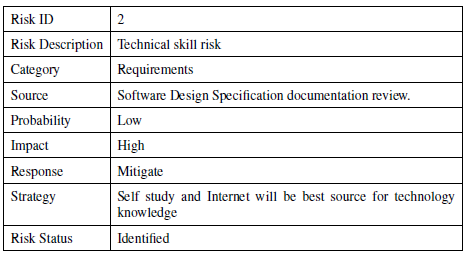 Risk ID 2
Risk Description Technical skill risk
Category Requirements
Source Software Design Specification documentation review.
Probability Low
Impact High
Response Mitigate
Strategy Self study and Internet will be best source for technology
knowledge
Risk Status Identified